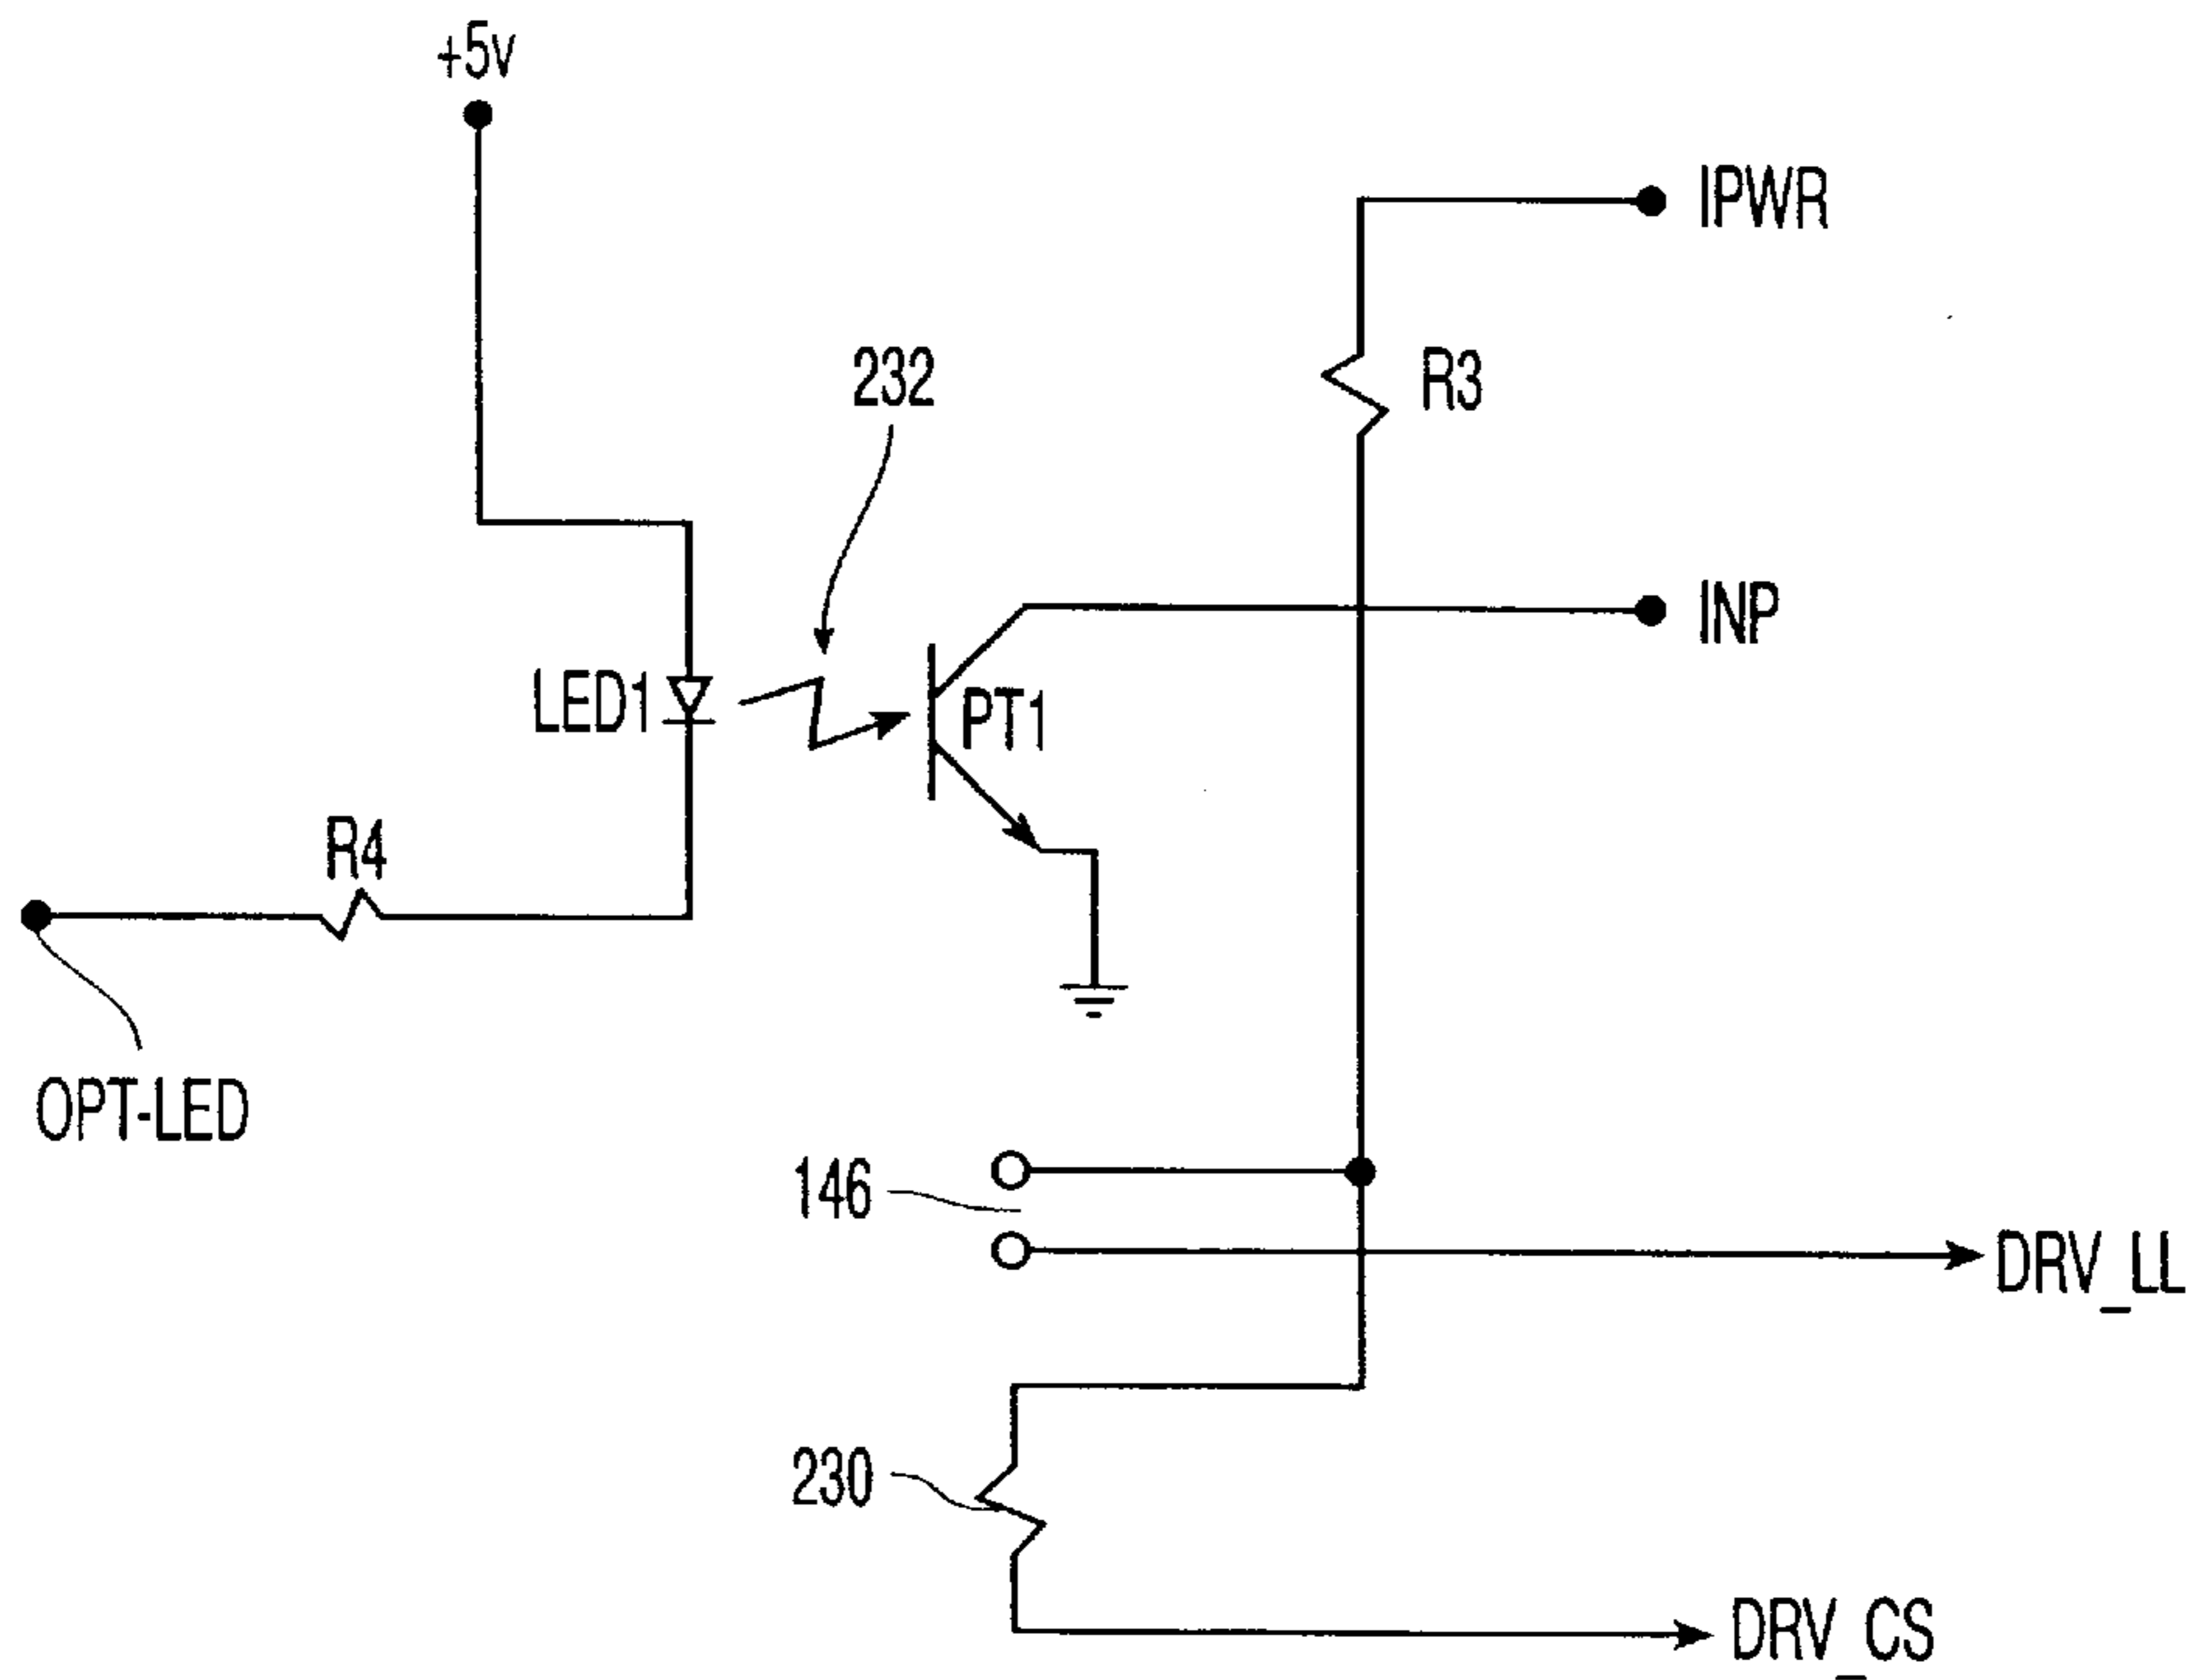 +5v
IPWR
232
R3
INP
LED1
PT1
R4
OPT-LED
146
DRV_LL
230
DRV_CS